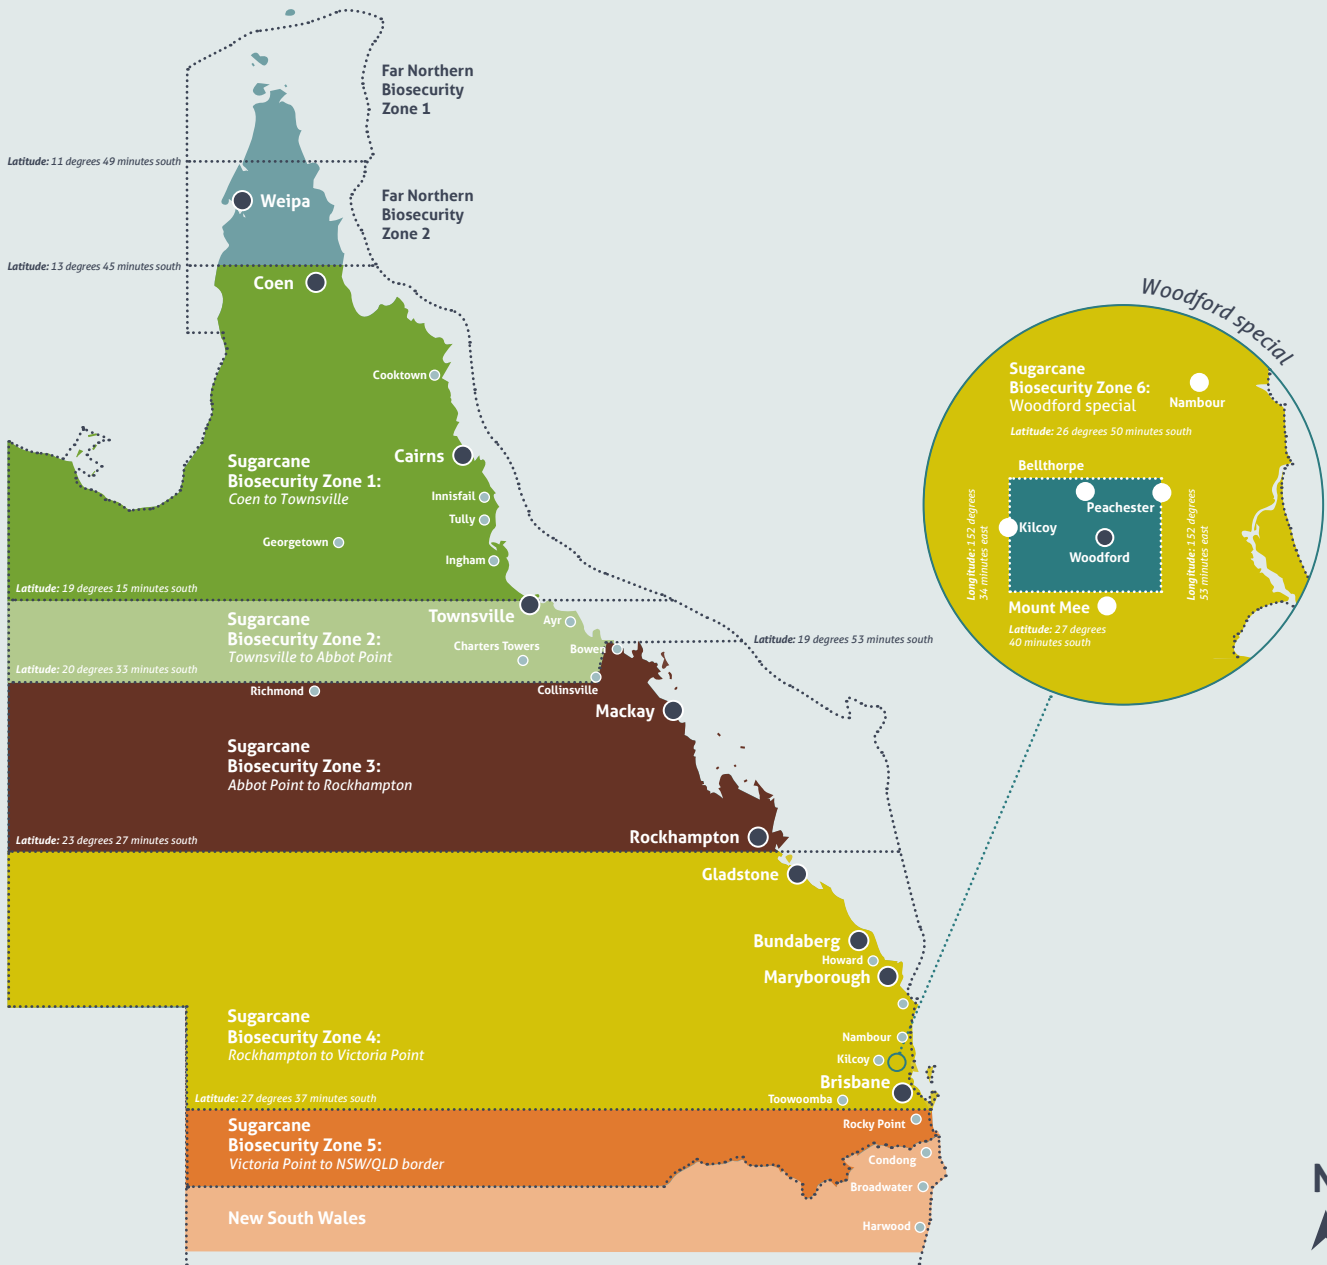 Far Northern
Biosecurity
Zone 1
Latitude: 11 degrees 49 minutes south
Weipa
Far Northern
Biosecurity
Zone 2
Latitude: 13 degrees 45 minutes south
Coen
Cooktown
Cairns
Sugarcane
Biosecurity Zone 1:
Coen to Townsville
Innisfail
Tully
Georgetown
Ingham
Latitude: 19 degrees 15 minutes south
Townsville
Sugarcane
Biosecurity Zone 2:
Townsville to Abbot Point
Ayr
Charters Towers
Bowen
Latitude: 19 degrees 53 minutes south
Latitude: 20 degrees 33 minutes south
Richmond
Collinsville
Mackay
Sugarcane
Biosecurity Zone 3:
Abbot Point to Rockhampton
Rockhampton
Latitude: 23 degrees 27 minutes south
Gladstone
Bundaberg
Howard
Maryborough
Sugarcane
Biosecurity Zone 4:
Rockhampton to Victoria Point
Nambour
Kilcoy
Brisbane
Latitude: 27 degrees 37 minutes south
Toowoomba
Sugarcane
Biosecurity Zone 5:
Victoria Point to NSW/QLD border
Rocky Point
Condong
Broadwater
New South Wales
Harwood
Woodford special
Sugarcane
Biosecurity Zone 6:
Woodford special
Nambour
Latitude: 26 degrees 50 minutes south
Bellthorpe
Peachester
Kilcoy
Woodford
Longitude: 152 degrees
34 minutes east
Longitude: 152 degrees
53 minutes east
Mount Mee
Latitude: 27 degrees
40 minutes south
N